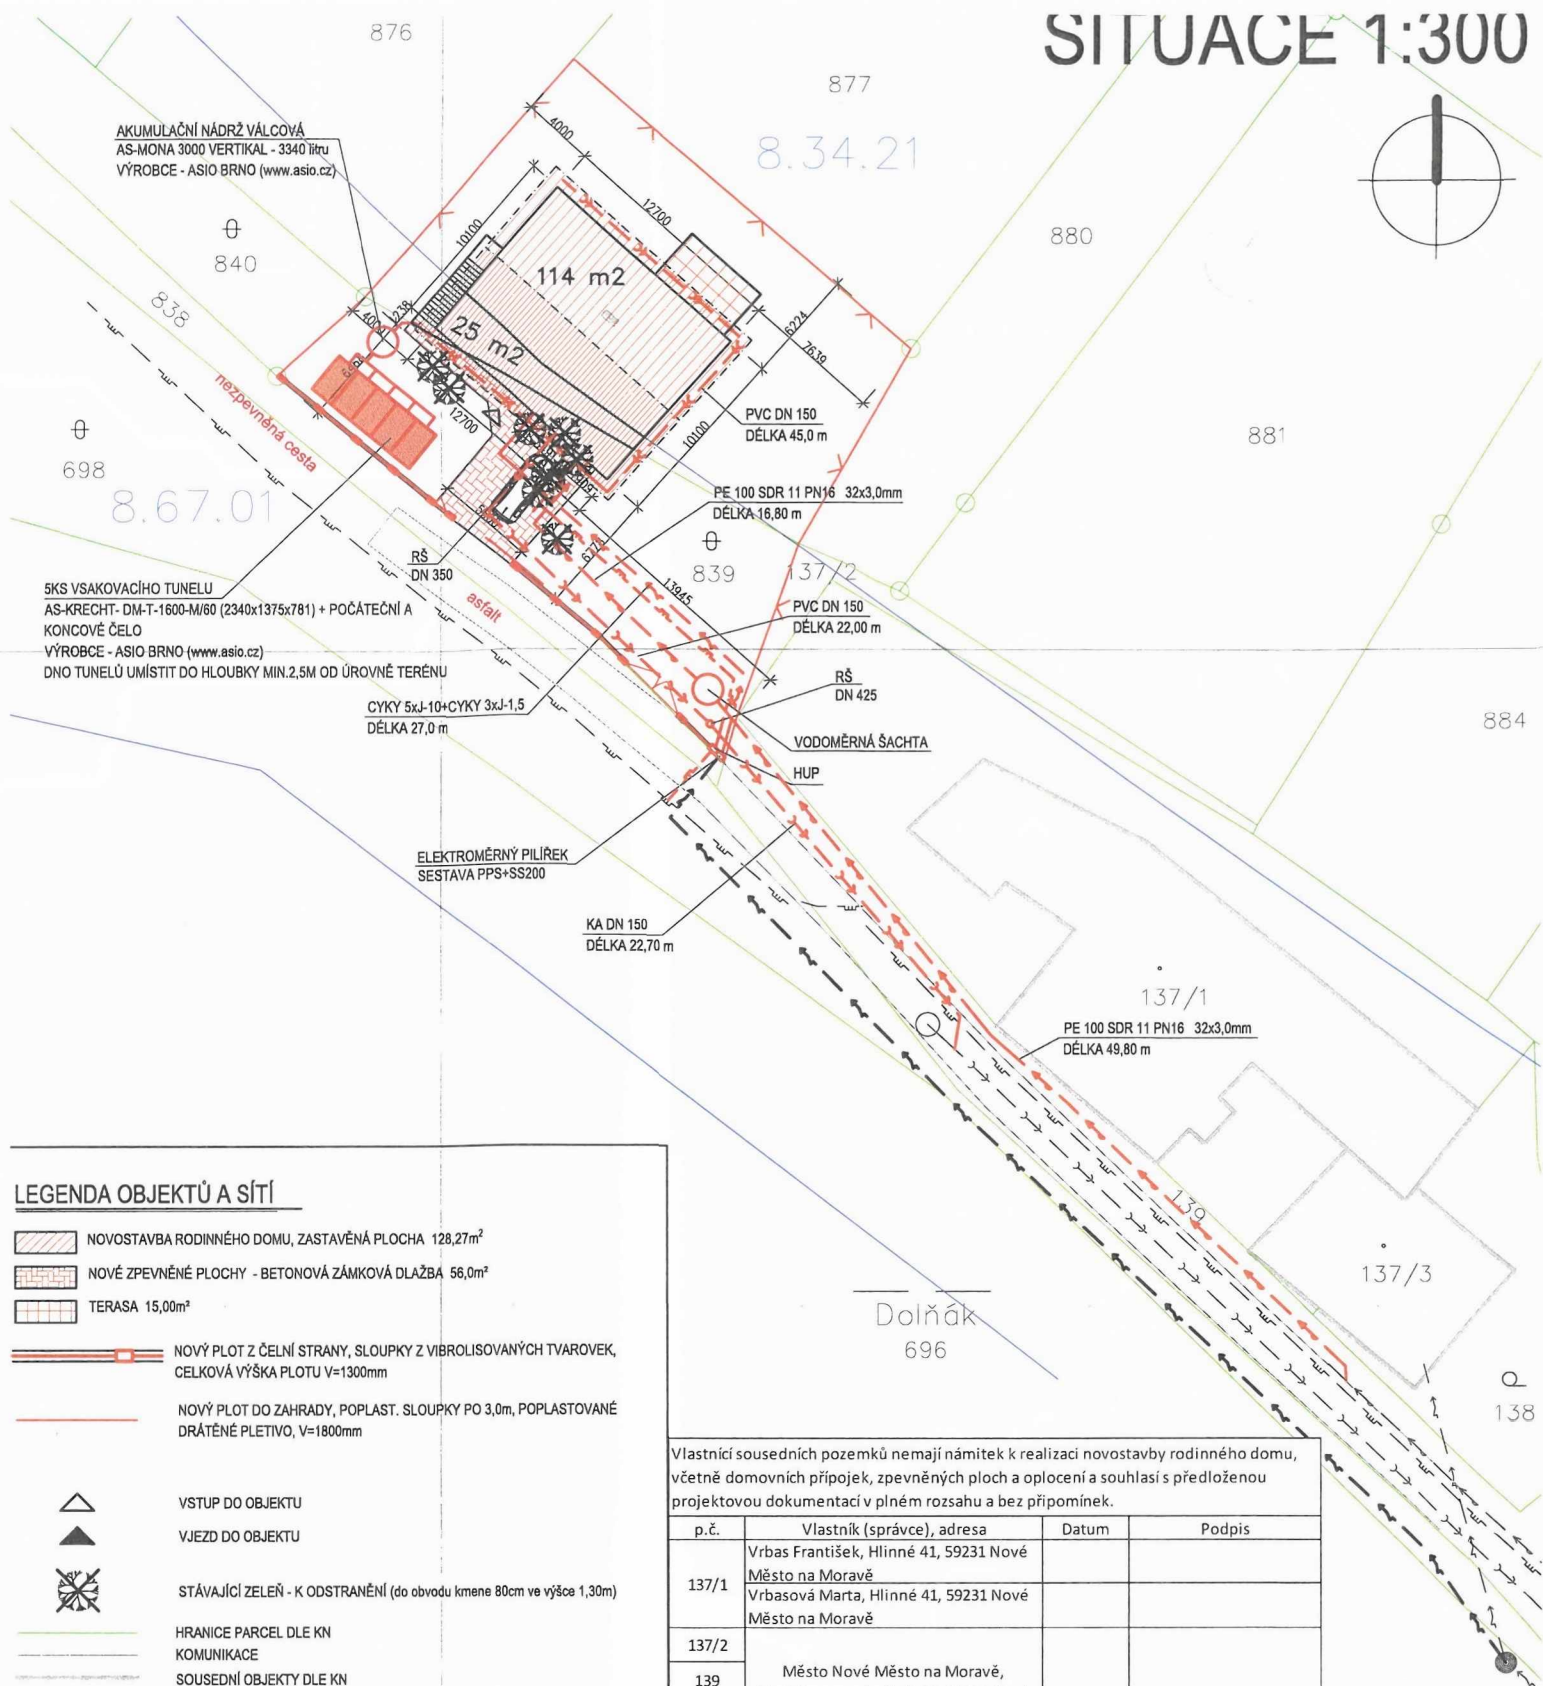 SITUACE 1:300
876
877
8.34.21
AKUMULAČNÍ NÁDRŽ VÁLCOVÁ
AS-MONA 3000 VERTIKAL - 3340 litru
VÝROBCE - ASIO BRNO (www.asio.cz)
4000
12700
10100
880
840
838
114 m2
25 m2
400
238
6224
7639
nezpevněná cesta
12700
PVC DN 150
DÉLKA 45,0 m
10100
881
698
8.67.01
PE 100 SDR 11 PN16 32x3,0mm
DÉLKA 16,80 m
RŠ
DN 350
839
137/2
13945
asfalt
5KS VSAKOVACÍHO TUNELU
AS-KRECHT- DM-T-1600-M/60 (2340x1375x781) + POČÁTEČNÍ A
KONCOVÉ ČELO
VÝROBCE - ASIO BRNO (www.asio.cz)
DNO TUNELŮ UMÍSTIT DO HLOUBKY MIN.2,5M OD ÚROVNĚ TERÉNU
PVC DN 150
DÉLKA 22,00 m
RŠ
DN 425
CYKY 5xJ-10+CYKY 3xJ-1,5
DÉLKA 27,0 m
884
VODOMĚRNÁ ŠACHTA
HUP
ELEKTROMĚRNÝ PILÍŘEK
SESTAVA PPS+SS200
KA DN 150
DÉLKA 22,70 m
137/1
PE 100 SDR 11 PN16 32x3,0mm
DÉLKA 49,80 m
139
137/3
Dolňák
696
138
LEGENDA OBJEKTŮ A SÍTÍ
NOVOSTAVBA RODINNÉHO DOMU, ZASTAVĚNÁ PLOCHA 128,27m²
NOVÉ ZPEVNĚNÉ PLOCHY - BETONOVÁ ZÁMKOVÁ DLAŽBA 56,0m²
TERASA 15,00m²
NOVÝ PLOT Z ČELNÍ STRANY, SLOUPKY Z VIBROLISOVANÝCH TVAROVEK,
CELKOVÁ VÝŠKA PLOTU V=1300mm
NOVÝ PLOT DO ZAHRADY, POPLAST. SLOUPKY PO 3,0m, POPLASTOVANÉ
DRÁTĚNÉ PLETIVO, V=1800mm
VSTUP DO OBJEKTU
VJEZD DO OBJEKTU
STÁVAJÍCÍ ZELEŇ - K ODSTRANĚNÍ (do obvodu kmene 80cm ve výšce 1,30m)
HRANICE PARCEL DLE KN
KOMUNIKACE
SOUSEDNÍ OBJEKTY DLE KN
Vlastnící sousedních pozemků nemají námitek k realizaci novostavby rodinného domu,
včetně domovních přípojek, zpevněných ploch a oplocení a souhlasí s předloženou
projektovou dokumentací v plném rozsahu a bez připomínek.
p.č. Vlastník (správce), adresa Datum Podpis
137/1
Vrbas František, Hlinné 41, 59231 Nové
Město na Moravě
Vrbasová Marta, Hlinné 41, 59231 Nové
Město na Moravě
137/2
139
Město Nové Město na Moravě,